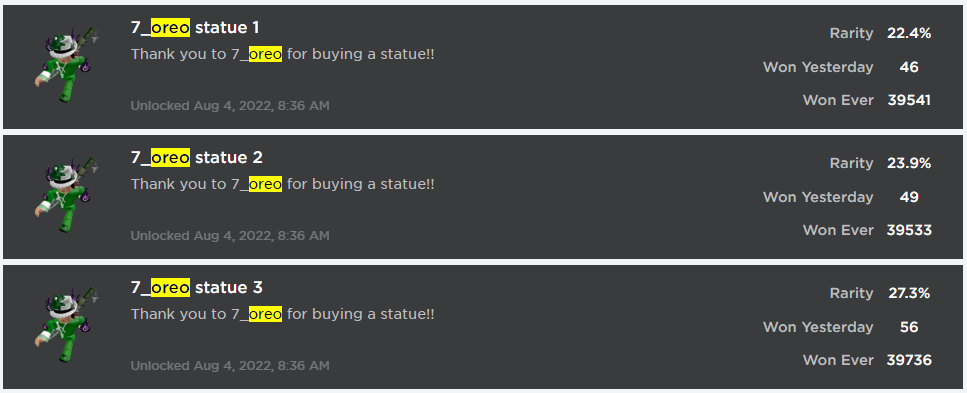 7_oreo statue 1
Thank you to 7_oreo for buying a statue!!
Unlocked Aug 4, 2022, 8:36 AM
Rarity 22.4%
Won Yesterday 46
Won Ever 39541
7_oreo statue 2
Thank you to 7_oreo for buying a statue!!
Unlocked Aug 4, 2022, 8:36 AM
Rarity 23.9%
Won Yesterday 49
Won Ever 39533
7_oreo statue 3
Thank you to 7_oreo for buying a statue!!
Unlocked Aug 4, 2022, 8:36 AM
Rarity 27.3%
Won Yesterday 56
Won Ever 39736